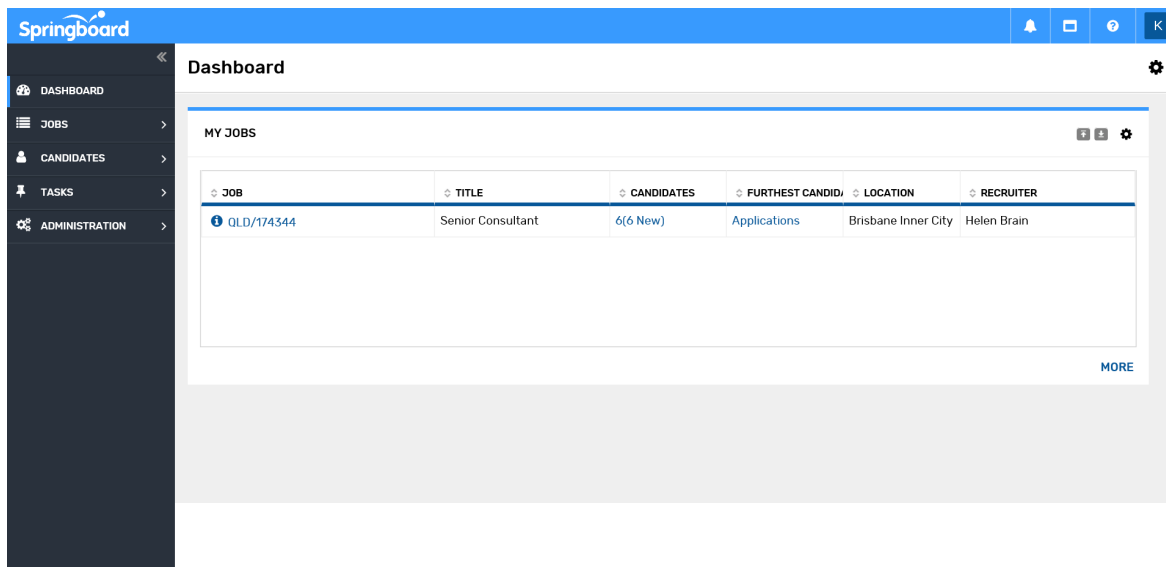 Springboard
K
Dashboard
DASHBOARD
JOBS
CANDIDATES
TASKS
ADMINISTRATION
MY JOBS
JOB TITLE CANDIDATES FURTHEST CANDID LOCATION RECRUITER
QLD/174344 Senior Consultant 6(6 New) Applications Brisbane Inner City Helen Brain
MORE